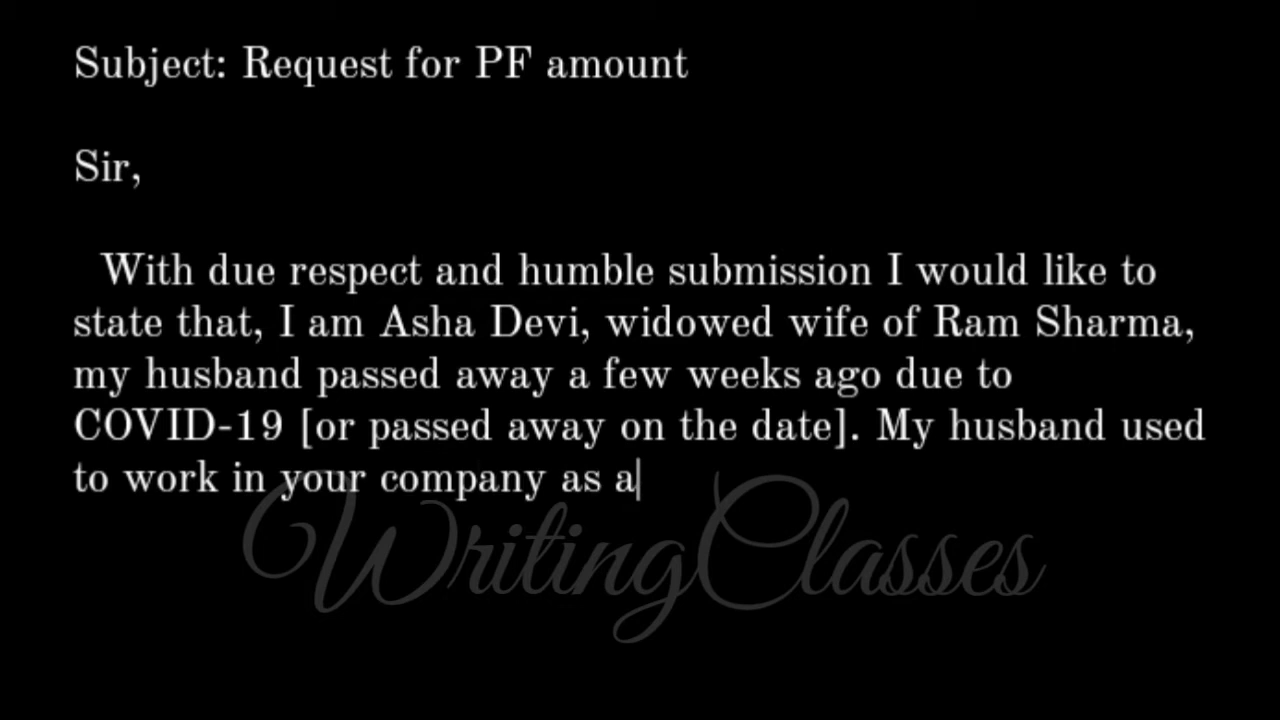 Subject: Request for PF amount
Sir,
With due respect and humble submission I would like to
state that, I am Asha Devi, widowed wife of Ram Sharma,
my husband passed away a few weeks ago due to
COVID-19 [or passed away on the date]. My husband used
to work in your company as a
WritingClasses